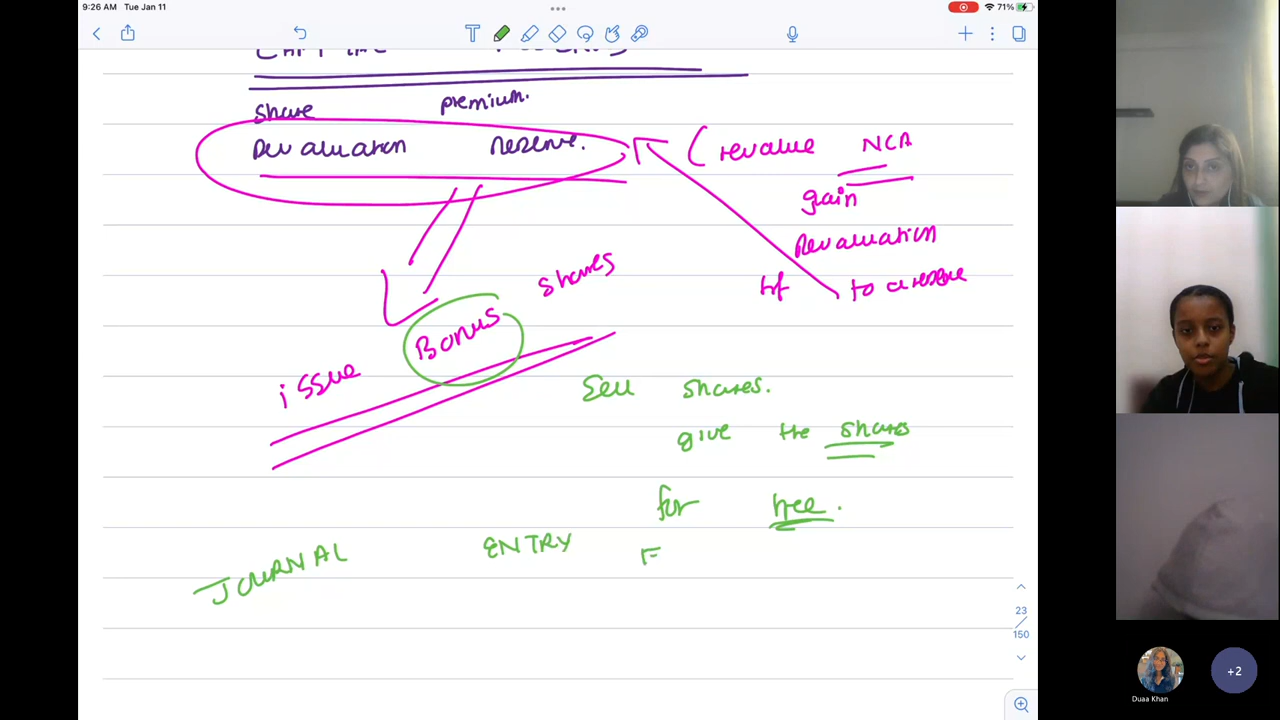 9:26 AM Tue Jan 11
71%
share premium.
Revaluation Reserve.
(revalue NCA
gain
Revaluation
trf to a reserve
issue Bonus shares
Sell shares.
give the shares
for free.
JOURNAL ENTRY F
23
150
Duaa Khan
+2